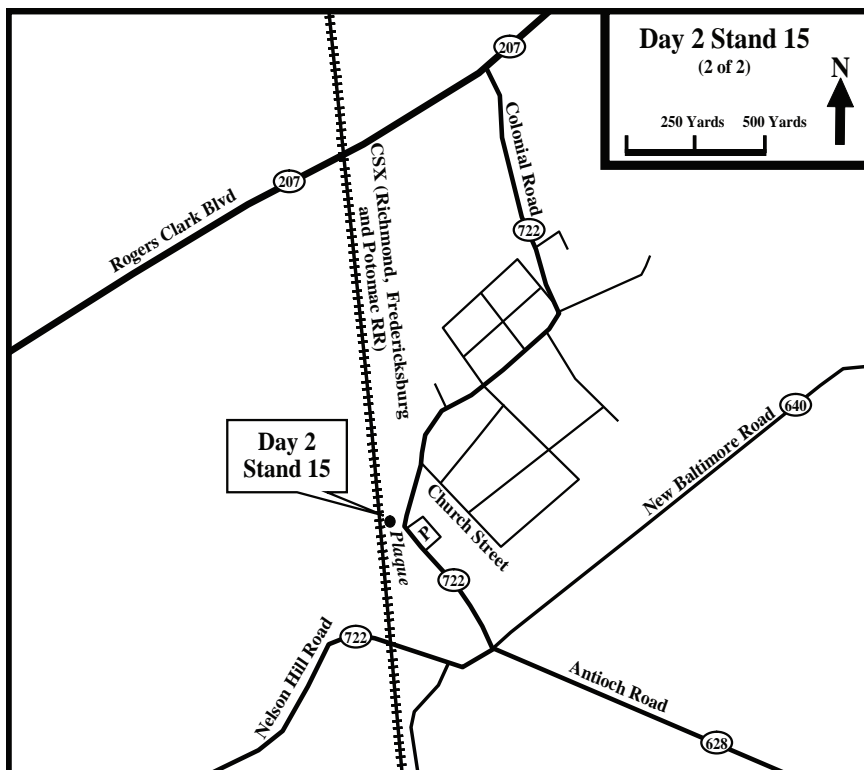 Day 2 Stand 15
(2 of 2)
N
250 Yards
500 Yards
207
Colonial Road
207
Rogers Clark Blvd
CSX (Richmond, Fredericksburg
and Potomac RR)
722
640
New Baltimore Road
Day 2
Stand 15
Church Street
P
Plaque
722
722
Nelson Hill Road
Antioch Road
628